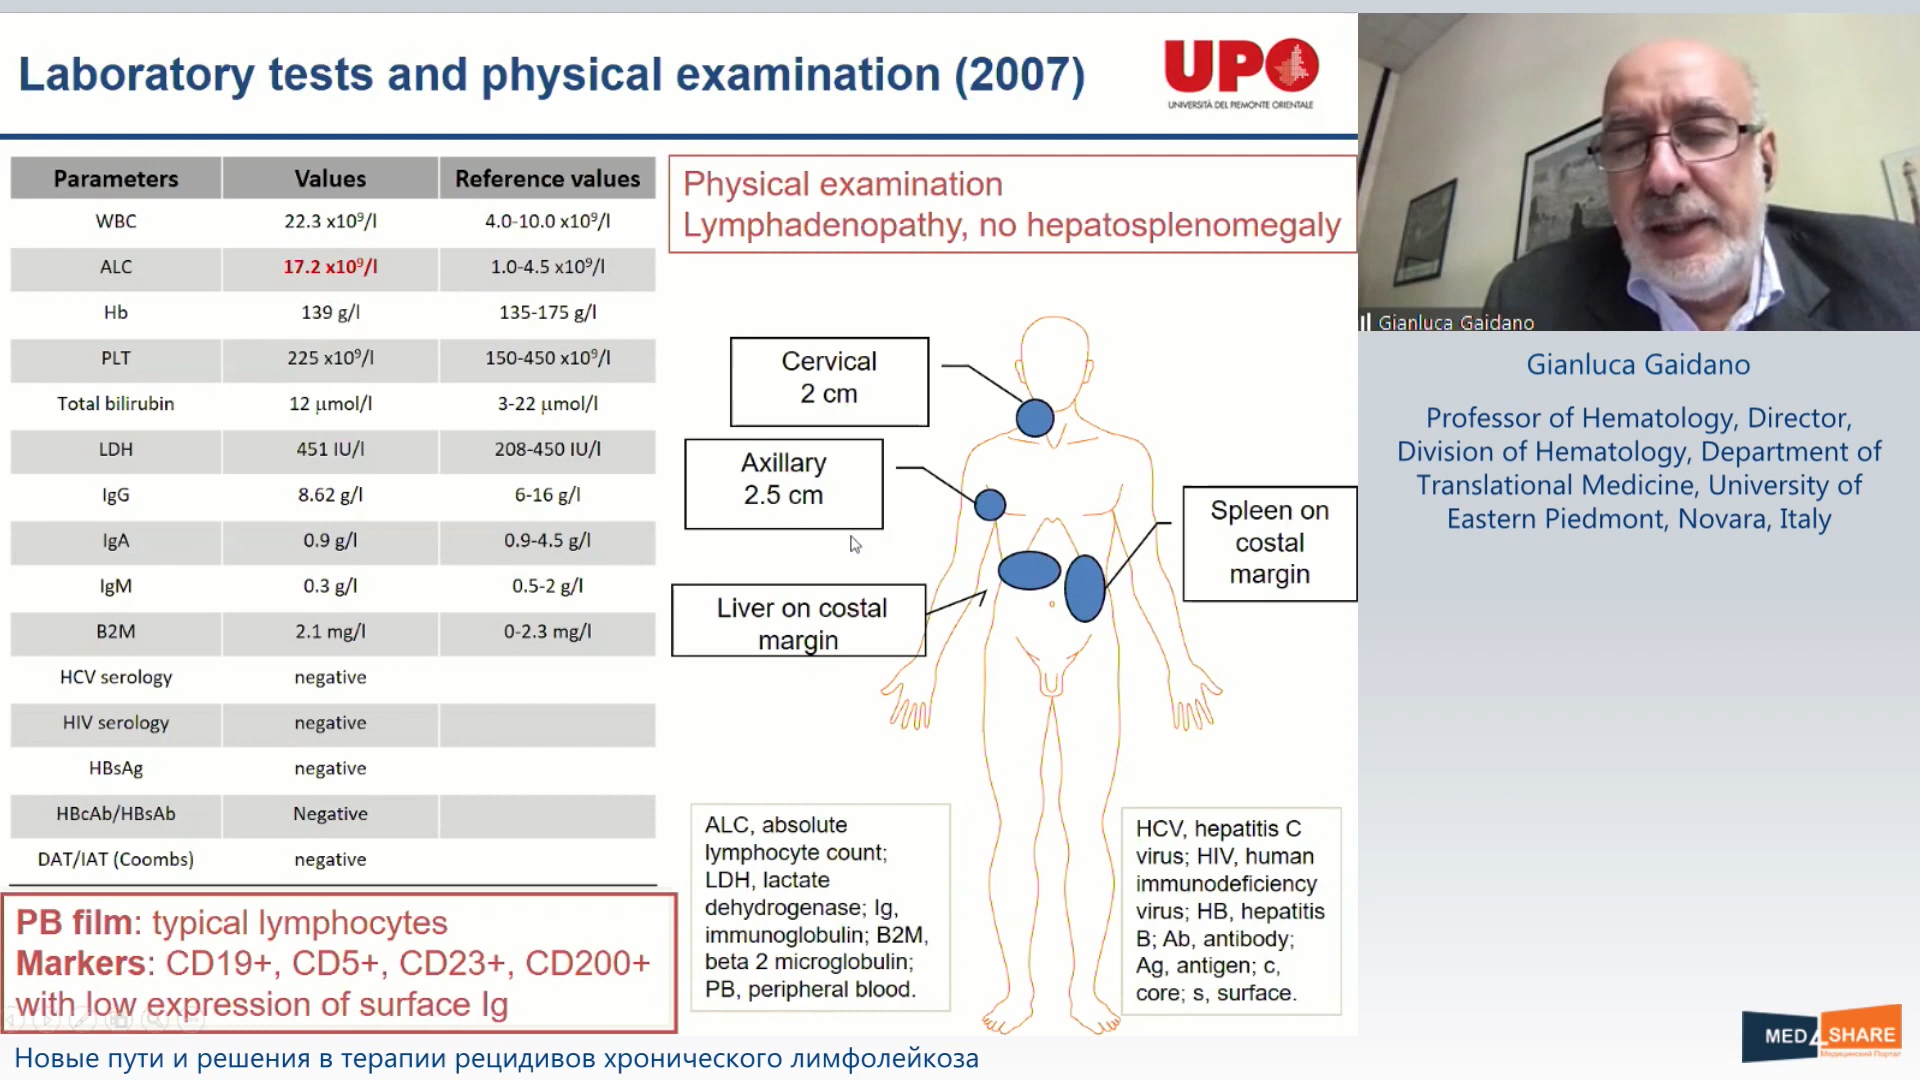 Laboratory tests and physical examination (2007)
UPO
UNIVERSITÀ DEL PIEMONTE ORIENTALE
Parameters Values Reference values
WBC 22.3 x10⁹/l 4.0-10.0 x10⁹/l
ALC 17.2 x10⁹/l 1.0-4.5 x10⁹/l
Hb 139 g/l 135-175 g/l
PLT 225 x10⁹/l 150-450 x10⁹/l
Total bilirubin 12 µmol/l 3-22 µmol/l
LDH 451 IU/l 208-450 IU/l
IgG 8.62 g/l 6-16 g/l
IgA 0.9 g/l 0.9-4.5 g/l
IgM 0.3 g/l 0.5-2 g/l
B2M 2.1 mg/l 0-2.3 mg/l
HCV serology negative
HIV serology negative
HBsAg negative
HBcAb/HBsAb Negative
DAT/IAT (Coombs) negative
PB film: typical lymphocytes
Markers: CD19+, CD5+, CD23+, CD200+
with low expression of surface Ig
Physical examination
Lymphadenopathy, no hepatosplenomegaly
Cervical
2 cm
Axillary
2.5 cm
Spleen on
costal
margin
Liver on costal
margin
ALC, absolute
lymphocyte count;
LDH, lactate
dehydrogenase; Ig,
immunoglobulin; B2M,
beta 2 microglobulin;
PB, peripheral blood.
HCV, hepatitis C
virus; HIV, human
immunodeficiency
virus; HB, hepatitis
B; Ab, antibody;
Ag, antigen; c,
core; s, surface.
Gianluca Gaidano
Gianluca Gaidano
Professor of Hematology, Director,
Division of Hematology, Department of
Translational Medicine, University of
Eastern Piedmont, Novara, Italy
MED4SHARE
Медицинский Портал
Новые пути и решения в терапии рецидивов хронического лимфолейкоза